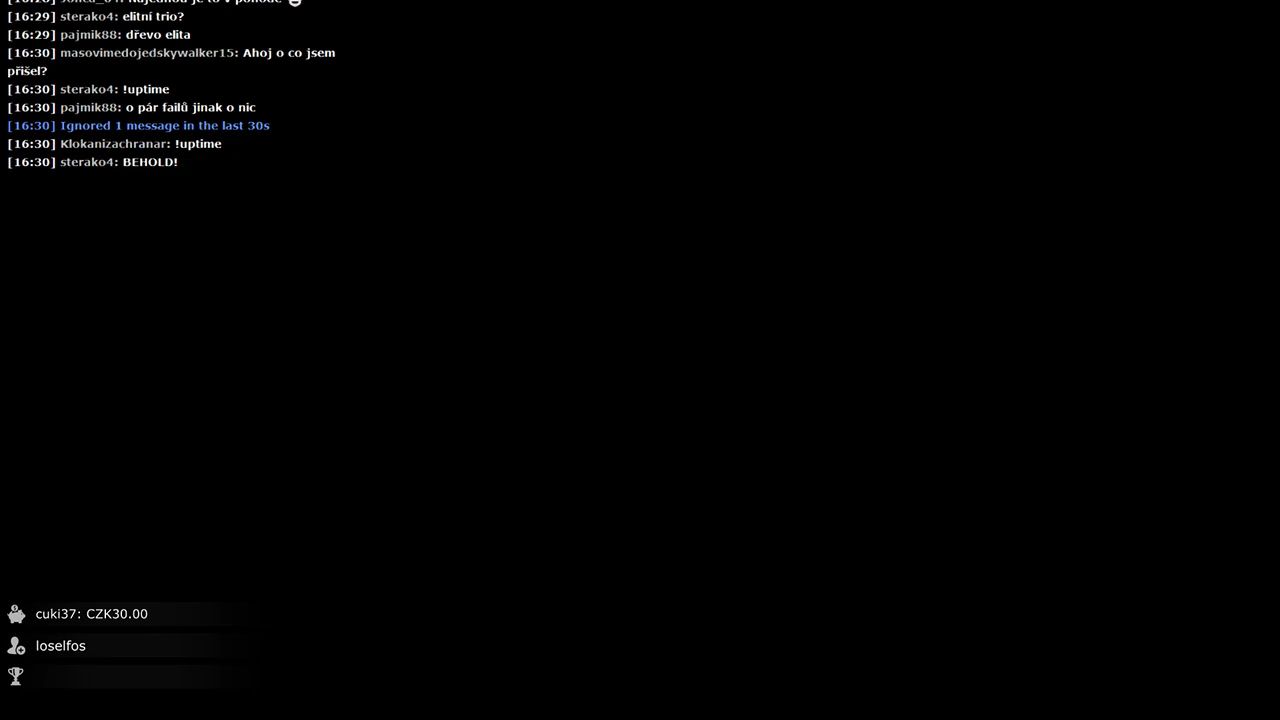 [16:29] sterako4: elitní trio?
[16:29] pajmik88: dřevo elita
[16:30] masovimedojedskywalker15: Ahoj o co jsem
přišel?
[16:30] sterako4: !uptime
[16:30] pajmik88: o pár failů jinak o nic
[16:30] Ignored 1 message in the last 30s
[16:30] Klokanizachranar: !uptime
[16:30] sterako4: BEHOLD!
cuki37: CZK30.00
loselfos